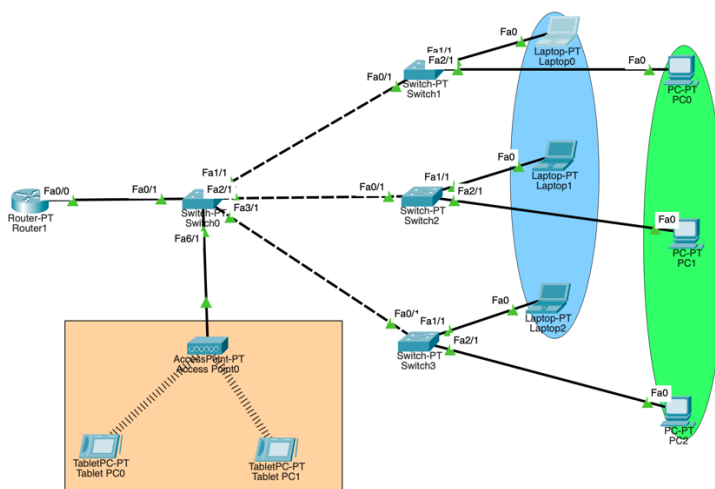 Fa0
Fa1/1
Laptop-PT
Laptop0
Fa2/1
Fa0
Fa0/1
Switch-PT
Switch1
PC-PT
PC0
Fa0
Fa1/1
Fa1/1
Laptop-PT
Laptop1
Fa0/0
Fa0/1
Fa2/1
Fa0/1
Fa2/1
Router-PT
Router1
Switch-PT
Switch0
Fa3/1
Switch-PT
Switch2
Fa0
PC-PT
PC1
Fa6/1
Fa0
Laptop-PT
Laptop2
Fa0/1
Fa1/1
Fa2/1
Switch-PT
Switch3
AccessPoint-PT
Access Point0
Fa0
PC-PT
PC2
TabletPC-PT
Tablet PC0
TabletPC-PT
Tablet PC1